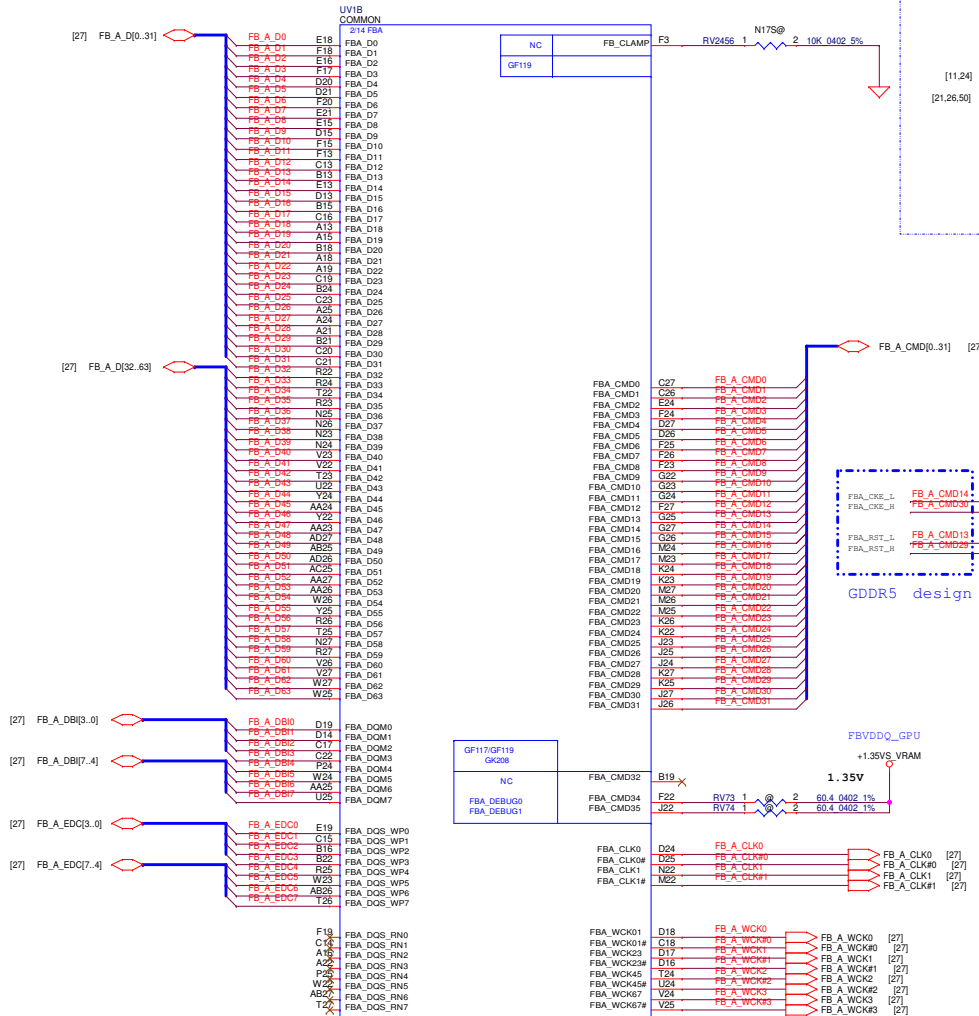 UV1B
COMMON
2/14 FBA
[27] FB_A_D[0..31]
FB_A_D0 E18 FBA_D0
FB_A_D1 F18 FBA_D1
FB_A_D2 E16 FBA_D2
FB_A_D3 F17 FBA_D3
FB_A_D4 D20 FBA_D4
FB_A_D5 D21 FBA_D5
FB_A_D6 F20 FBA_D6
FB_A_D7 E21 FBA_D7
FB_A_D8 E15 FBA_D8
FB_A_D9 D15 FBA_D9
FB_A_D10 F15 FBA_D10
FB_A_D11 F13 FBA_D11
FB_A_D12 C13 FBA_D12
FB_A_D13 B13 FBA_D13
FB_A_D14 E13 FBA_D14
FB_A_D15 D13 FBA_D15
FB_A_D16 B15 FBA_D16
FB_A_D17 C16 FBA_D17
FB_A_D18 A13 FBA_D18
FB_A_D19 A15 FBA_D19
FB_A_D20 B18 FBA_D20
FB_A_D21 A18 FBA_D21
FB_A_D22 A19 FBA_D22
FB_A_D23 C19 FBA_D23
FB_A_D24 B24 FBA_D24
FB_A_D25 C23 FBA_D25
FB_A_D26 A25 FBA_D26
FB_A_D27 A24 FBA_D27
FB_A_D28 A21 FBA_D28
FB_A_D29 B21 FBA_D29
FB_A_D30 C20 FBA_D30
FB_A_D31 C21 FBA_D31
[27] FB_A_D[32..63]
FB_A_D32 R22 FBA_D32
FB_A_D33 R24 FBA_D33
FB_A_D34 T22 FBA_D34
FB_A_D35 R23 FBA_D35
FB_A_D36 N25 FBA_D36
FB_A_D37 N26 FBA_D37
FB_A_D38 N23 FBA_D38
FB_A_D39 N24 FBA_D39
FB_A_D40 V23 FBA_D40
FB_A_D41 V22 FBA_D41
FB_A_D42 T23 FBA_D42
FB_A_D43 U22 FBA_D43
FB_A_D44 Y24 FBA_D44
FB_A_D45 AA24 FBA_D45
FB_A_D46 Y22 FBA_D46
FB_A_D47 AA23 FBA_D47
FB_A_D48 AD27 FBA_D48
FB_A_D49 AB25 FBA_D49
FB_A_D50 AD26 FBA_D50
FB_A_D51 AC25 FBA_D51
FB_A_D52 AA27 FBA_D52
FB_A_D53 AA26 FBA_D53
FB_A_D54 W26 FBA_D54
FB_A_D55 Y25 FBA_D55
FB_A_D56 R26 FBA_D56
FB_A_D57 T25 FBA_D57
FB_A_D58 N27 FBA_D58
FB_A_D59 R27 FBA_D59
FB_A_D60 V26 FBA_D60
FB_A_D61 V27 FBA_D61
FB_A_D62 W27 FBA_D62
FB_A_D63 W25 FBA_D63
[27] FB_A_DBI[3..0]
FB_A_DBI0 D19 FBA_DQM0
FB_A_DBI1 D14 FBA_DQM1
FB_A_DBI2 C17 FBA_DQM2
FB_A_DBI3 C22 FBA_DQM3
[27] FB_A_DBI[7..4]
FB_A_DBI4 P24 FBA_DQM4
FB_A_DBI5 W24 FBA_DQM5
FB_A_DBI6 AA25 FBA_DQM6
FB_A_DBI7 U25 FBA_DQM7
[27] FB_A_EDC[3..0]
FB_A_EDC0 E19 FBA_DQS_WP0
FB_A_EDC1 C15 FBA_DQS_WP1
FB_A_EDC2 B16 FBA_DQS_WP2
FB_A_EDC3 B22 FBA_DQS_WP3
[27] FB_A_EDC[7..4]
FB_A_EDC4 R25 FBA_DQS_WP4
FB_A_EDC5 W23 FBA_DQS_WP5
FB_A_EDC6 AB26 FBA_DQS_WP6
FB_A_EDC7 T26 FBA_DQS_WP7
F19 FBA_DQS_RN0
C14 FBA_DQS_RN1
A16 FBA_DQS_RN2
A22 FBA_DQS_RN3
P25 FBA_DQS_RN4
W22 FBA_DQS_RN5
AB27 FBA_DQS_RN6
T27 FBA_DQS_RN7
NC
GF119
FB_CLAMP F3 RV2456 1 N17S@ 2 10K_0402_5%
[11,24]
[21,26,50]
FB_A_CMD[0..31] [27
FBA_CMD0 C27 FB_A_CMD0
FBA_CMD1 C26 FB_A_CMD1
FBA_CMD2 E24 FB_A_CMD2
FBA_CMD3 F24 FB_A_CMD3
FBA_CMD4 D27 FB_A_CMD4
FBA_CMD5 D26 FB_A_CMD5
FBA_CMD6 F25 FB_A_CMD6
FBA_CMD7 F26 FB_A_CMD7
FBA_CMD8 F23 FB_A_CMD8
FBA_CMD9 G22 FB_A_CMD9
FBA_CMD10 G23 FB_A_CMD10
FBA_CMD11 G24 FB_A_CMD11
FBA_CMD12 F27 FB_A_CMD12
FBA_CMD13 G25 FB_A_CMD13
FBA_CMD14 G27 FB_A_CMD14
FBA_CMD15 G26 FB_A_CMD15
FBA_CMD16 M24 FB_A_CMD16
FBA_CMD17 M23 FB_A_CMD17
FBA_CMD18 K24 FB_A_CMD18
FBA_CMD19 K23 FB_A_CMD19
FBA_CMD20 M27 FB_A_CMD20
FBA_CMD21 M26 FB_A_CMD21
FBA_CMD22 M25 FB_A_CMD22
FBA_CMD23 K26 FB_A_CMD23
FBA_CMD24 K22 FB_A_CMD24
FBA_CMD25 J23 FB_A_CMD25
FBA_CMD26 J25 FB_A_CMD26
FBA_CMD27 J24 FB_A_CMD27
FBA_CMD28 K27 FB_A_CMD28
FBA_CMD29 K25 FB_A_CMD29
FBA_CMD30 J27 FB_A_CMD30
FBA_CMD31 J26 FB_A_CMD31
FBA_CKE_L FB_A_CMD14
FBA_CKE_H FB_A_CMD30
FBA_RST_L FB_A_CMD13
FBA_RST_H FB_A_CMD29
GDDR5 design
GF117/GF119
GK208
NC
FBA_DEBUG0
FBA_DEBUG1
FBVDDQ_GPU
+1.35VS_VRAM
1.35V
FBA_CMD32 B19
FBA_CMD34 F22 RV73 1 @ 2 60.4_0402_1%
FBA_CMD35 J22 RV74 1 @ 2 60.4_0402_1%
FBA_CLK0 D24 FB_A_CLK0 FB_A_CLK0 [27]
FBA_CLK0# D25 FB_A_CLK#0 FB_A_CLK#0 [27]
FBA_CLK1 N22 FB_A_CLK1 FB_A_CLK1 [27]
FBA_CLK1# M22 FB_A_CLK#1 FB_A_CLK#1 [27]
FBA_WCK01 D18 FB_A_WCK0 FB_A_WCK0 [27]
FBA_WCK01# C18 FB_A_WCK#0 FB_A_WCK#0 [27]
FBA_WCK23 D17 FB_A_WCK1 FB_A_WCK1 [27]
FBA_WCK23# D16 FB_A_WCK#1 FB_A_WCK#1 [27]
FBA_WCK45 T24 FB_A_WCK2 FB_A_WCK2 [27]
FBA_WCK45# U24 FB_A_WCK#2 FB_A_WCK#2 [27]
FBA_WCK67 V24 FB_A_WCK3 FB_A_WCK3 [27]
FBA_WCK67# V25 FB_A_WCK#3 FB_A_WCK#3 [27]